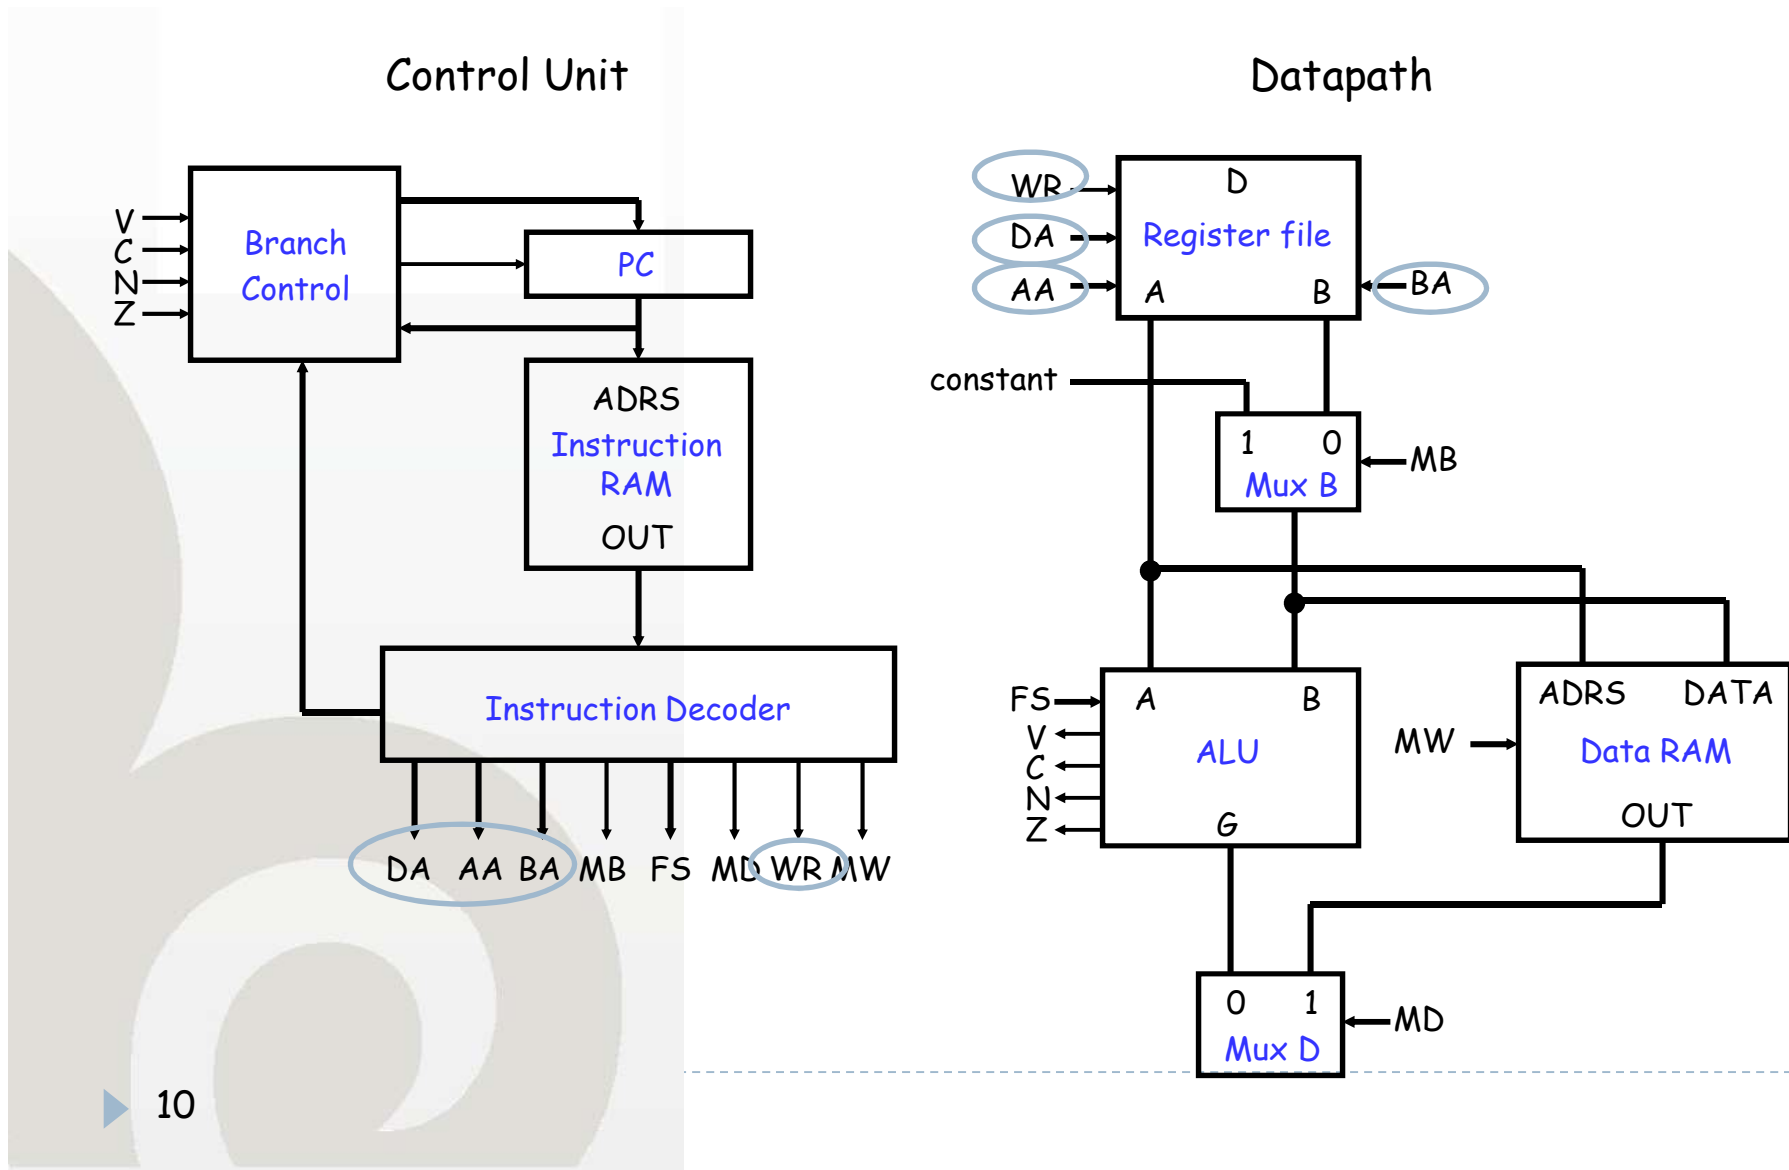 Control Unit
Datapath
V
C
N
Z
Branch
Control
PC
ADRS
Instruction
RAM
OUT
Instruction Decoder
DA AA BA MB FS MD WR MW
WR
DA
AA
D
Register file
A B
BA
constant
1 0
Mux B
MB
FS
V
C
N
Z
A B
ALU
G
MW
ADRS DATA
Data RAM
OUT
0 1
Mux D
MD
10